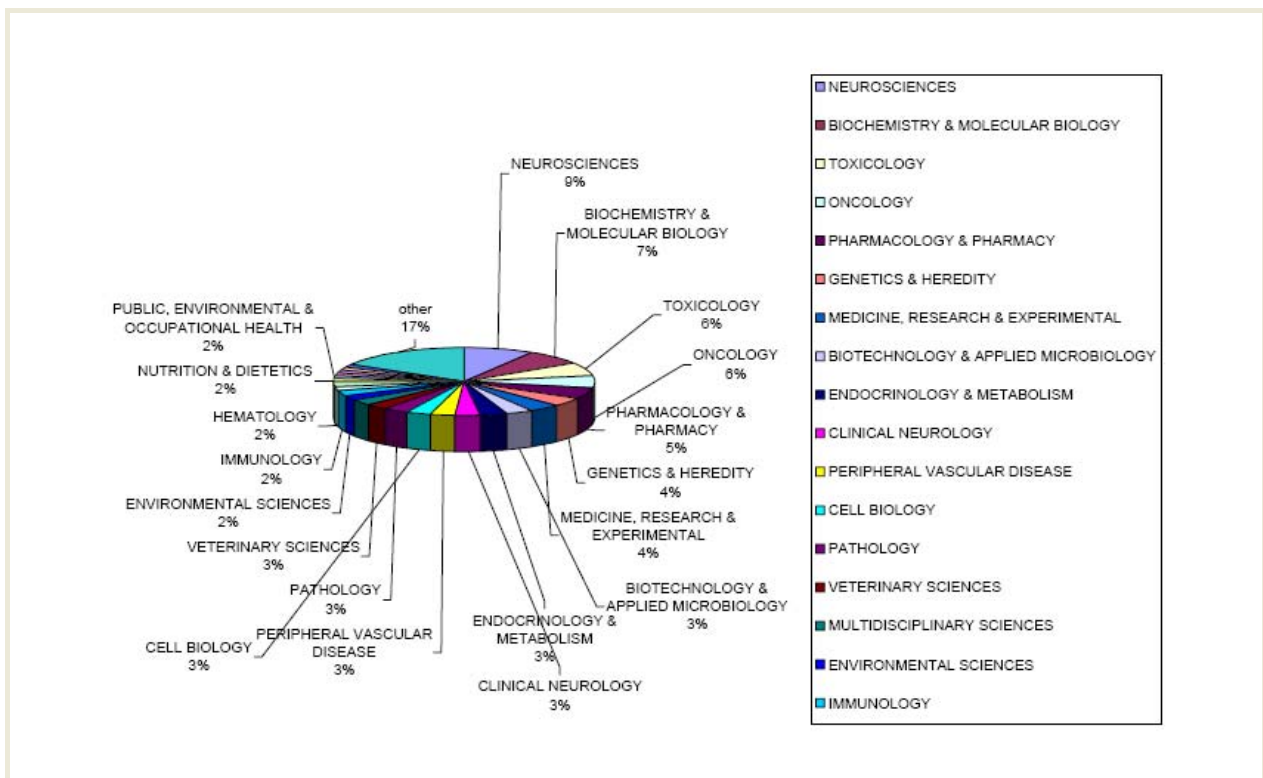 NEUROSCIENCES
9%
BIOCHEMISTRY &
MOLECULAR BIOLOGY
7%
TOXICOLOGY
6%
ONCOLOGY
6%
PHARMACOLOGY &
PHARMACY
5%
GENETICS & HEREDITY
4%
MEDICINE, RESEARCH &
EXPERIMENTAL
4%
BIOTECHNOLOGY &
APPLIED MICROBIOLOGY
3%
ENDOCRINOLOGY &
METABOLISM
3%
CLINICAL NEUROLOGY
3%
PERIPHERAL VASCULAR
DISEASE
3%
CELL BIOLOGY
3%
PATHOLOGY
3%
VETERINARY SCIENCES
3%
ENVIRONMENTAL SCIENCES
2%
IMMUNOLOGY
2%
HEMATOLOGY
2%
NUTRITION & DIETETICS
2%
PUBLIC, ENVIRONMENTAL &
OCCUPATIONAL HEALTH
2%
other
17%
NEUROSCIENCES
BIOCHEMISTRY & MOLECULAR BIOLOGY
TOXICOLOGY
ONCOLOGY
PHARMACOLOGY & PHARMACY
GENETICS & HEREDITY
MEDICINE, RESEARCH & EXPERIMENTAL
BIOTECHNOLOGY & APPLIED MICROBIOLOGY
ENDOCRINOLOGY & METABOLISM
CLINICAL NEUROLOGY
PERIPHERAL VASCULAR DISEASE
CELL BIOLOGY
PATHOLOGY
VETERINARY SCIENCES
MULTIDISCIPLINARY SCIENCES
ENVIRONMENTAL SCIENCES
IMMUNOLOGY